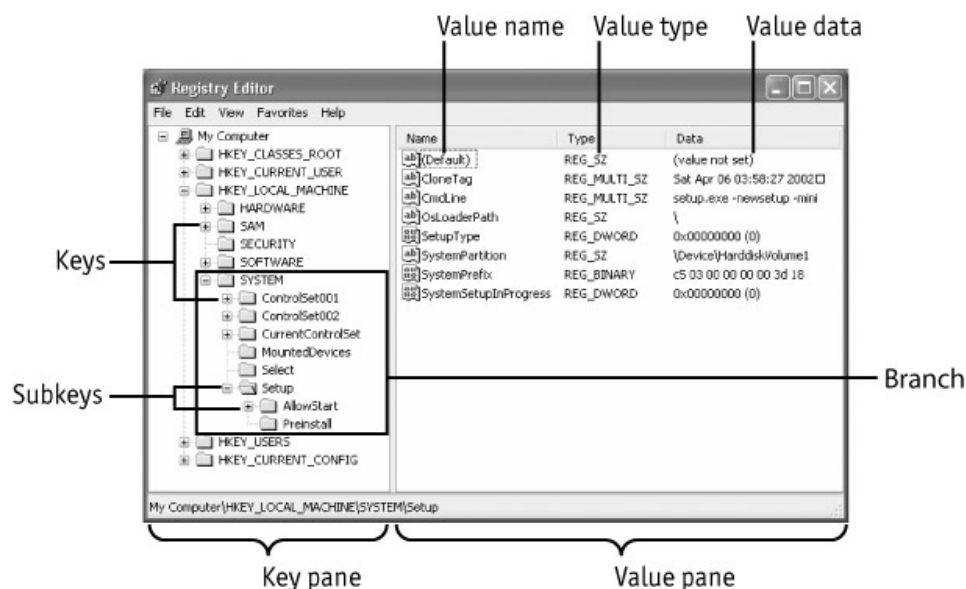 Value name Value type Value data
Registry Editor
File Edit View Favorites Help
My Computer
HKEY_CLASSES_ROOT
HKEY_CURRENT_USER
HKEY_LOCAL_MACHINE
HARDWARE
SAM
SECURITY
SOFTWARE
SYSTEM
ControlSet001
ControlSet002
CurrentControlSet
MountedDevices
Select
Setup
AllowStart
Preinstall
HKEY_USERS
HKEY_CURRENT_CONFIG
Name Type Data
(Default) REG_SZ (value not set)
CloneTag REG_MULTI_SZ Sat Apr 06 03:58:27 2002□
CmdLine REG_MULTI_SZ setup.exe -newsetup -mini
OsLoaderPath REG_SZ \
SetupType REG_DWORD 0x00000000 (0)
SystemPartition REG_SZ \Device\HarddiskVolume1
SystemPrefix REG_BINARY c5 03 00 00 00 00 3d 18
SystemSetupInProgress REG_DWORD 0x00000000 (0)
Keys
Subkeys
Branch
My Computer\HKEY_LOCAL_MACHINE\SYSTEM\Setup
Key pane Value pane